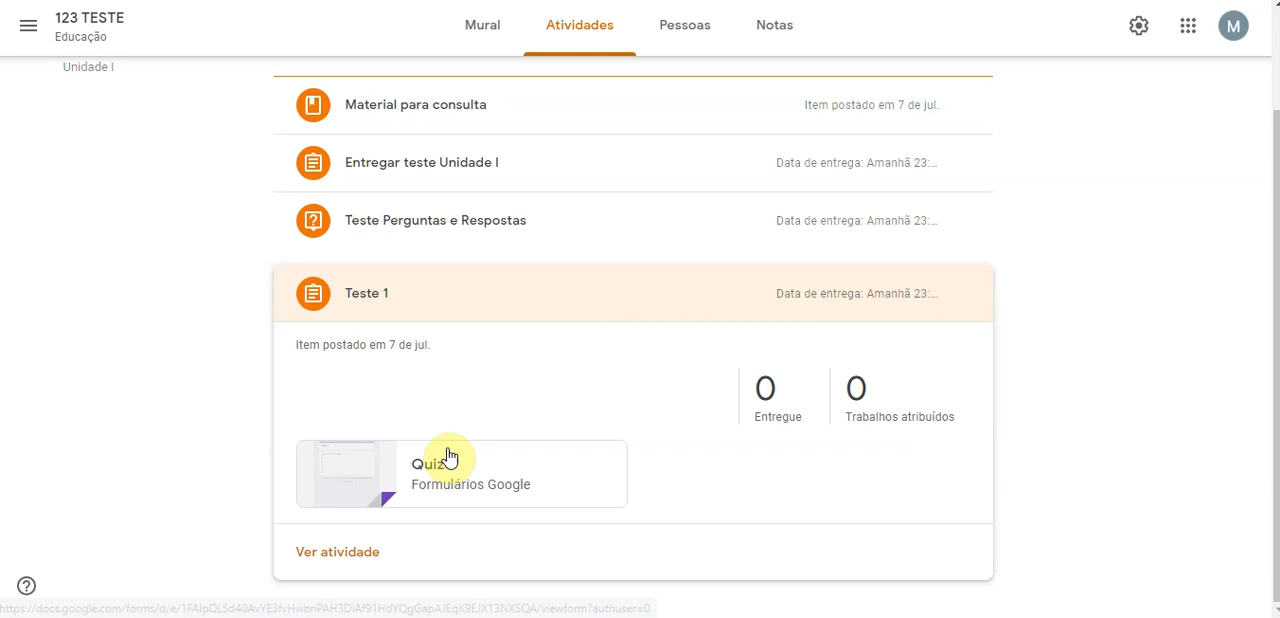 123 TESTE
Educação
Mural
Atividades
Pessoas
Notas
M
Unidade I
Material para consulta
Item postado em 7 de jul.
Entregar teste Unidade I
Data de entrega: Amanhã 23:...
Teste Perguntas e Respostas
Data de entrega: Amanhã 23:...
Teste 1
Data de entrega: Amanhã 23:...
Item postado em 7 de jul.
0
Entregue
0
Trabalhos atribuídos
Quiz
Formulários Google
Ver atividade